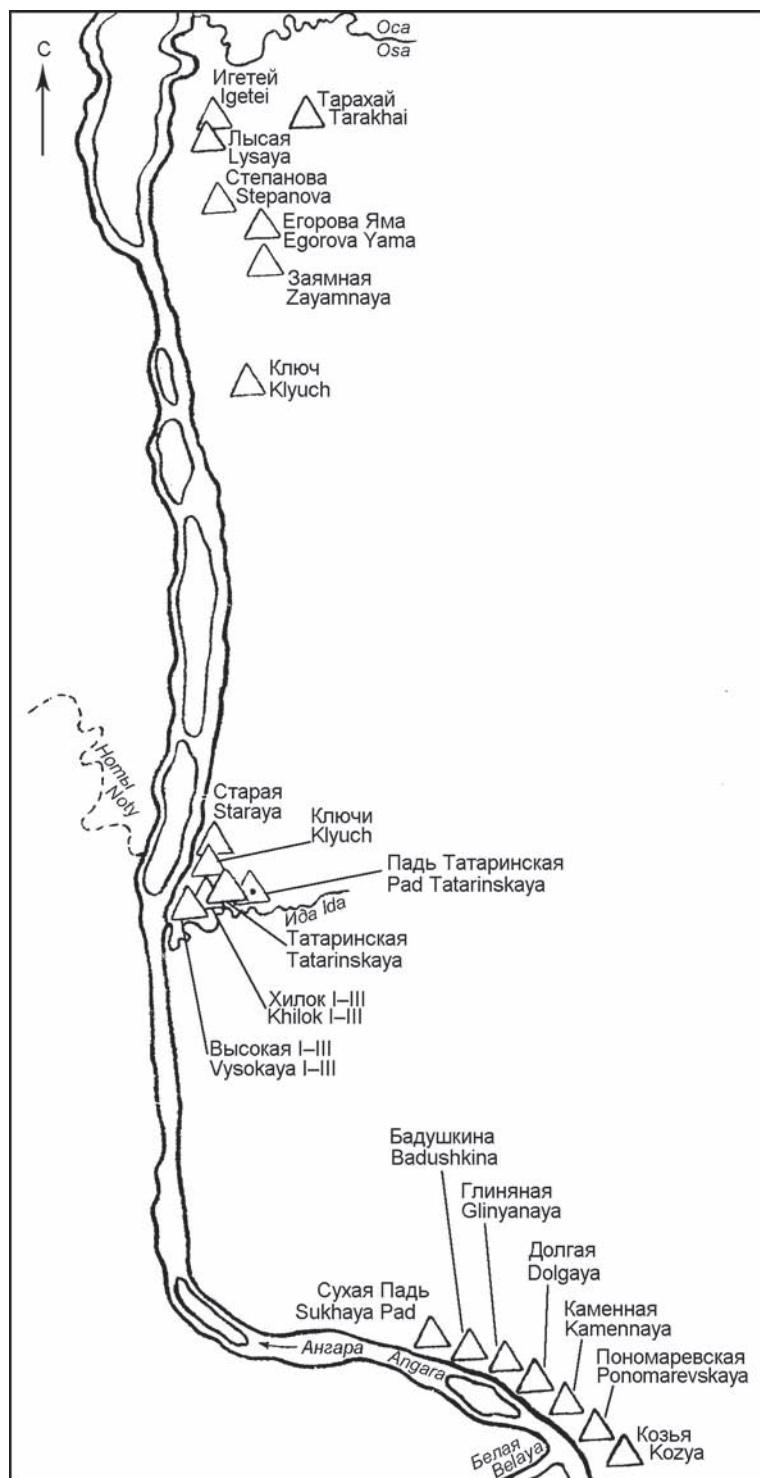 С
Оса
Osa
Игетей
Igetei
Тарахай
Tarakhai
Лысая
Lysaya
Степанова
Stepanova
Егорова Яма
Egorova Yama
Заямная
Zayamnaya
Ключ
Klyuch
Ноты
Noty
Старая
Staraya
Ключи
Klyuch
Падь Татаринская
Pad Tatarinskaya
Ида Ida
Татаринская
Tatarinskaya
Хилок I–III
Khilok I–III
Высокая I–III
Vysokaya I–III
Бадушкина
Badushkina
Глиняная
Glinyanaya
Долгая
Dolgaya
Сухая Падь
Sukhaya Pad
Каменная
Kamennaya
Ангара
Angara
Пономаревская
Ponomarevskaya
Козья
Kozya
Белая
Belaya